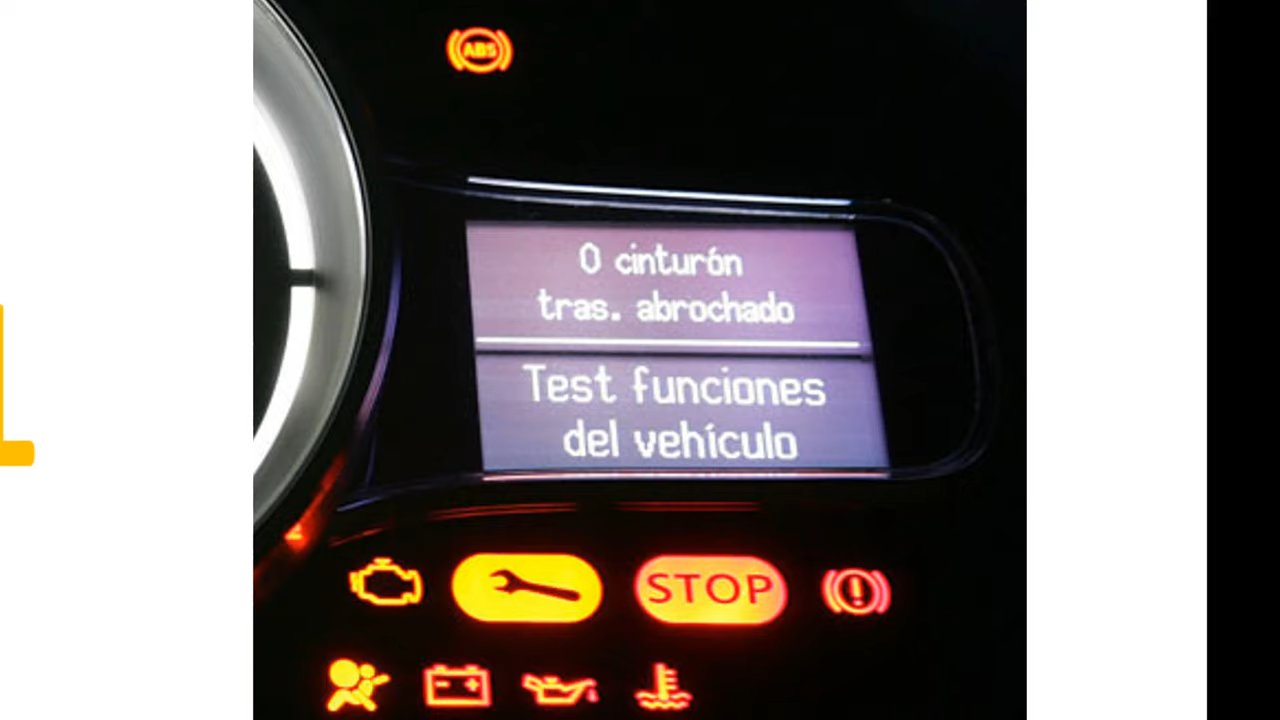 ABS
0 cinturón
tras. abrochado
Test funciones
del vehículo
STOP